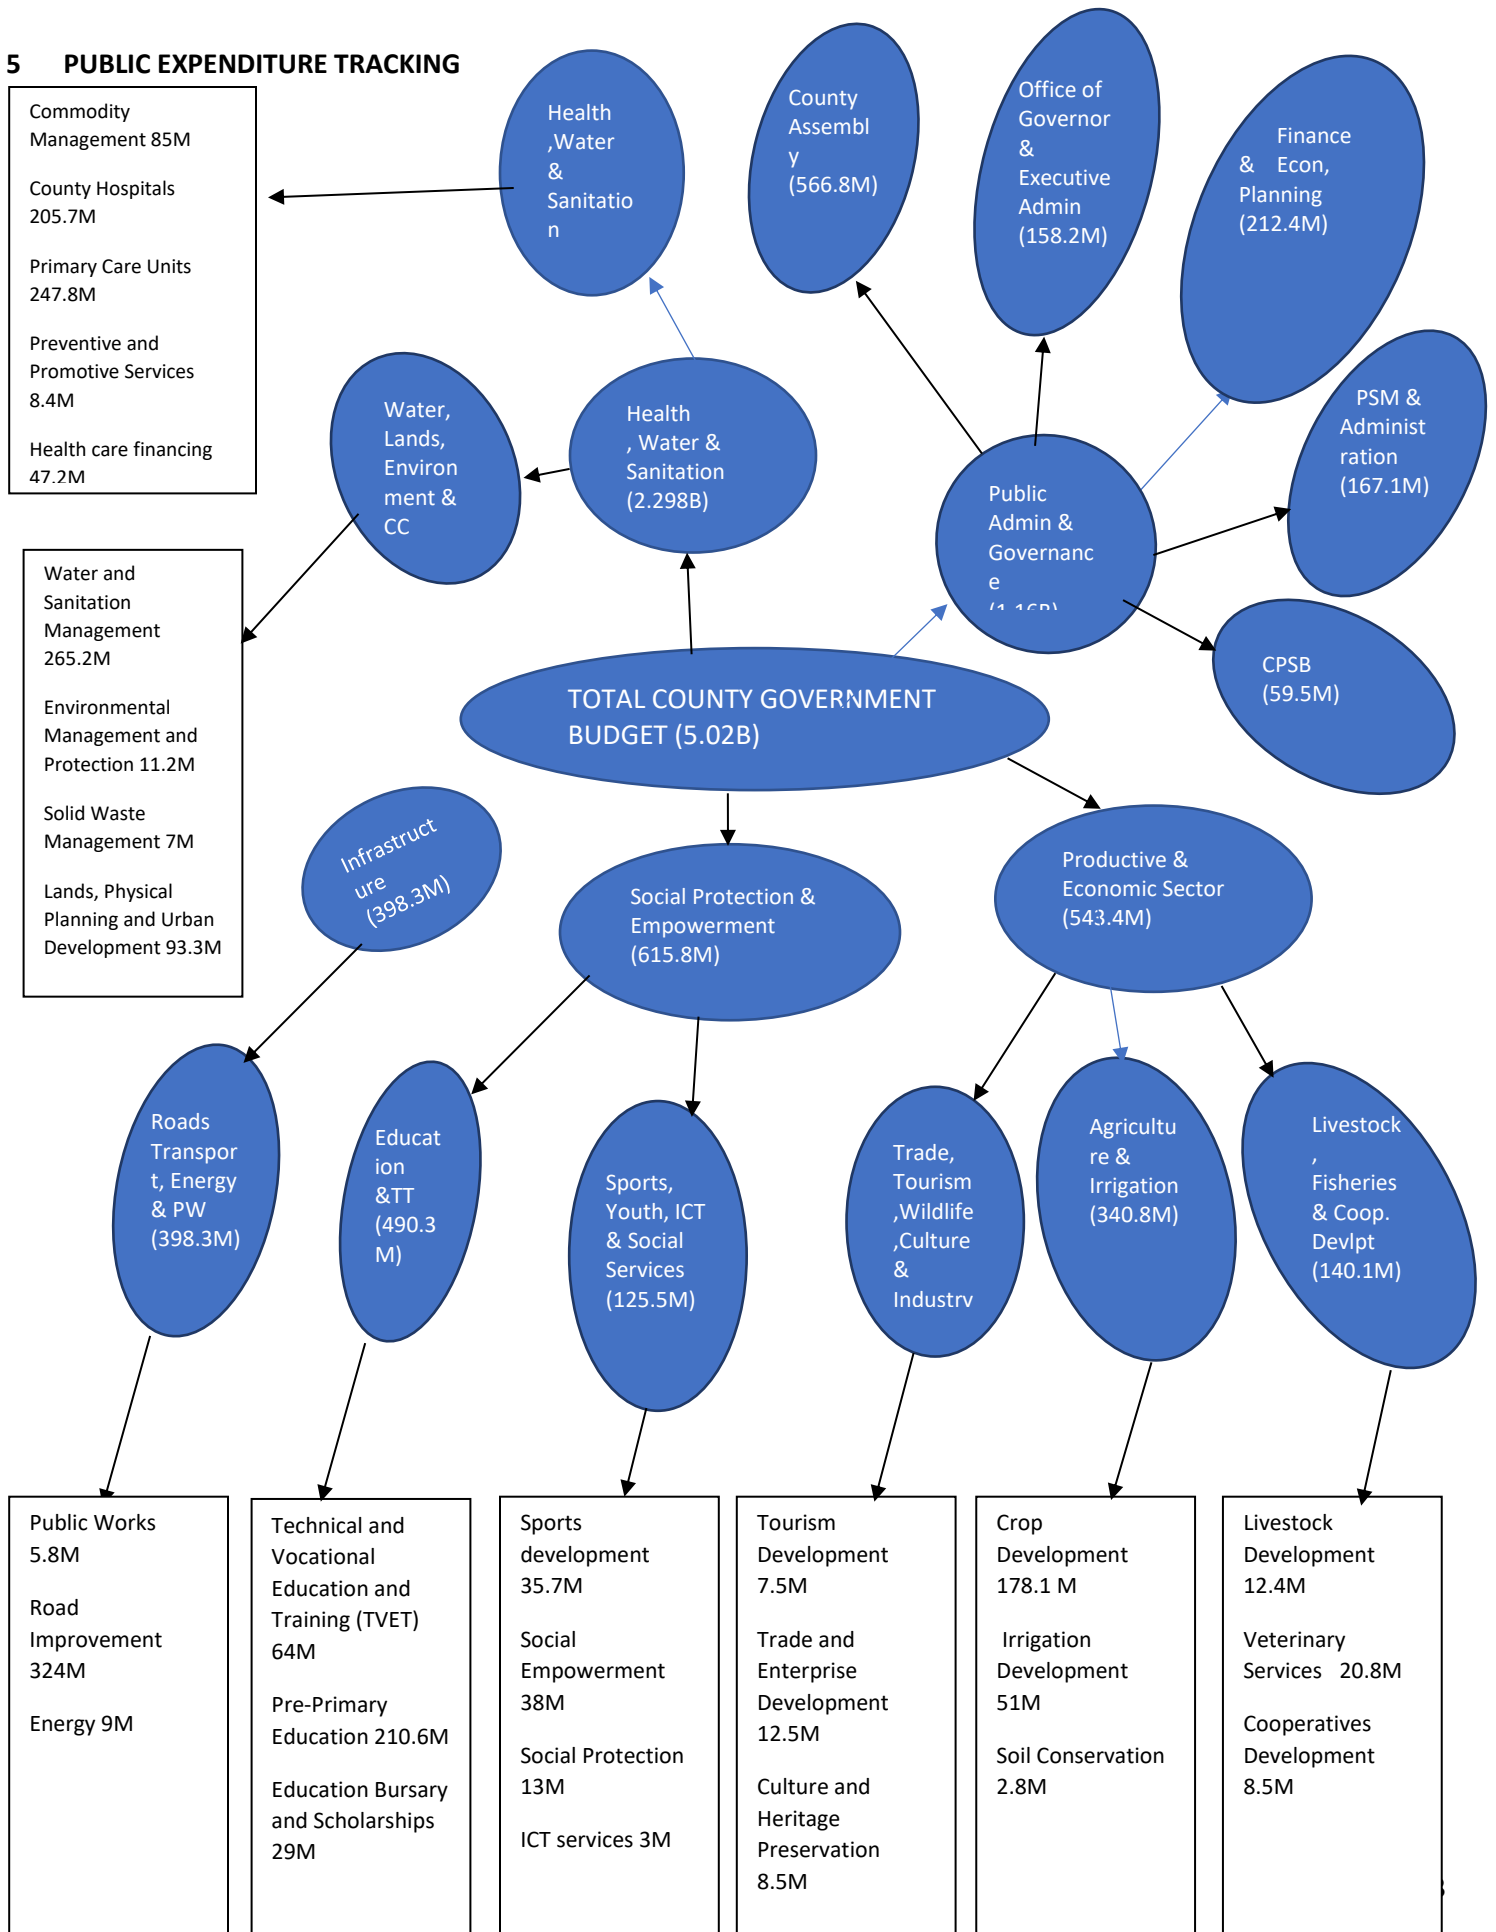 5 PUBLIC EXPENDITURE TRACKING
Commodity
Management 85M
County Hospitals
205.7M
Primary Care Units
247.8M
Preventive and
Promotive Services
8.4M
Health care financing
47.2M
Health
,Water
&
Sanitatio
n
County
Assembl
y
(566.8M)
Office of
Governor
&
Executive
Admin
(158.2M)
Finance
& Econ,
Planning
(212.4M)
PSM &
Administ
ration
(167.1M)
Water,
Lands,
Environ
ment &
CC
Health
, Water &
Sanitation
(2.298B)
Public
Admin &
Governanc
e
(1.16B)
CPSB
(59.5M)
Water and
Sanitation
Management
265.2M
Environmental
Management and
Protection 11.2M
Solid Waste
Management 7M
Lands, Physical
Planning and Urban
Development 93.3M
TOTAL COUNTY GOVERNMENT
BUDGET (5.02B)
Infrastruct
ure
(398.3M)
Social Protection &
Empowerment
(615.8M)
Productive &
Economic Sector
(543.4M)
Roads
Transpor
t, Energy
& PW
(398.3M)
Educat
ion
&TT
(490.3
M)
Sports,
Youth, ICT
& Social
Services
(125.5M)
Trade,
Tourism
,Wildlife
,Culture
&
Industry
Agricultu
re &
Irrigation
(340.8M)
Livestock
,
Fisheries
& Coop.
Devlpt
(140.1M)
Public Works
5.8M
Road
Improvement
324M
Energy 9M
Technical and
Vocational
Education and
Training (TVET)
64M
Pre-Primary
Education 210.6M
Education Bursary
and Scholarships
29M
Sports
development
35.7M
Social
Empowerment
38M
Social Protection
13M
ICT services 3M
Tourism
Development
7.5M
Trade and
Enterprise
Development
12.5M
Culture and
Heritage
Preservation
8.5M
Crop
Development
178.1 M
Irrigation
Development
51M
Soil Conservation
2.8M
Livestock
Development
12.4M
Veterinary
Services 20.8M
Cooperatives
Development
8.5M